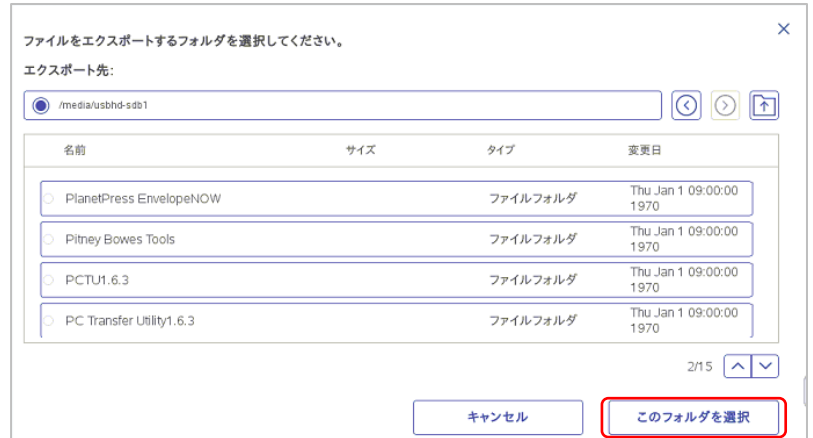 ファイルをエクスポートするフォルダを選択してください。
エクスポート先:
/media/usbhd-sdb1
名前 サイズ タイプ 変更日
PlanetPress EnvelopeNOW ファイルフォルダ Thu Jan 1 09:00:00
1970
Pitney Bowes Tools ファイルフォルダ Thu Jan 1 09:00:00
1970
PCTU1.6.3 ファイルフォルダ Thu Jan 1 09:00:00
1970
PC Transfer Utility1.6.3 ファイルフォルダ Thu Jan 1 09:00:00
1970
2/15
キャンセル このフォルダを選択